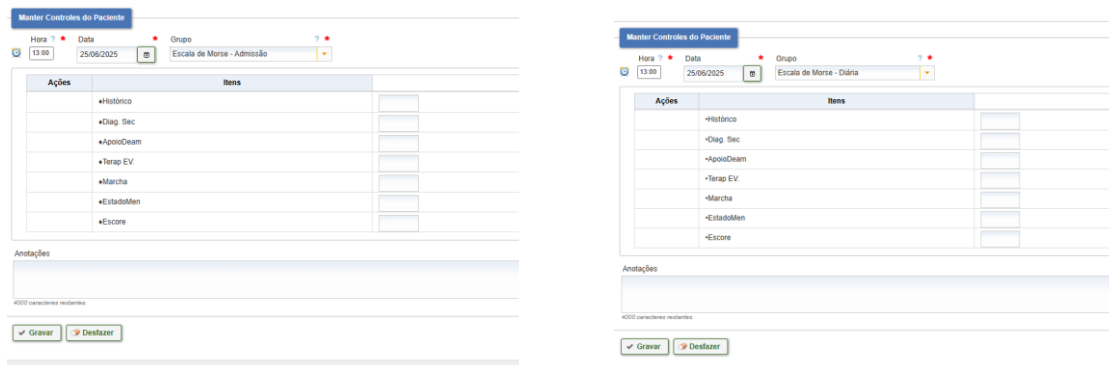 Manter Controles do Paciente
Hora ? * Data * Grupo ? *
13:00 25/06/2025 Escala de Morse - Admissão
Ações Itens
♦Histórico
♦Diag. Sec
♦ApoioDeam
♦Terap EV.
♦Marcha
♦EstadoMen
♦Escore
Anotações
4000 caracteres restantes.
Gravar Desfazer
Manter Controles do Paciente
Hora ? * Data * Grupo ? *
13:00 25/06/2025 Escala de Morse - Diária
Ações Itens
•Histórico
•Diag. Sec
•ApoioDeam
•Terap EV.
•Marcha
•EstadoMen
•Escore
Anotações
4000 caracteres restantes.
Gravar Desfazer